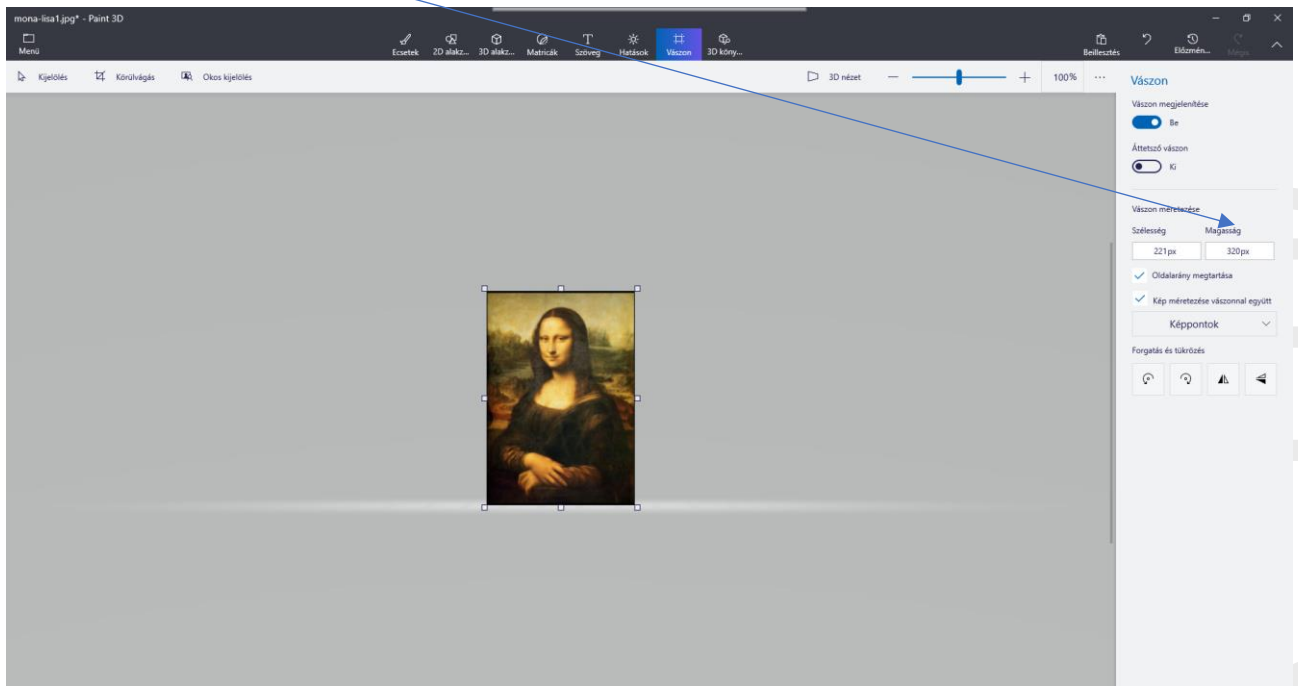 mona-lisa1.jpg* - Paint 3D
Menü
Ecsetek 2D alakz... 3D alakz... Matricák Szöveg Hatások Vászon 3D köny...
Beillesztés Előzmén... Mégis
Kijelölés Körülvágás Okos kijelölés
3D nézet 100% ...
Vászon
Vászon megjelenítése
Be
Áttetsző vászon
Ki
Vászon méretezése
Szélesség Magasság
221px 320px
Oldalarány megtartása
Kép méretezése vászonnal együtt
Képpontok
Forgatás és tükrözés